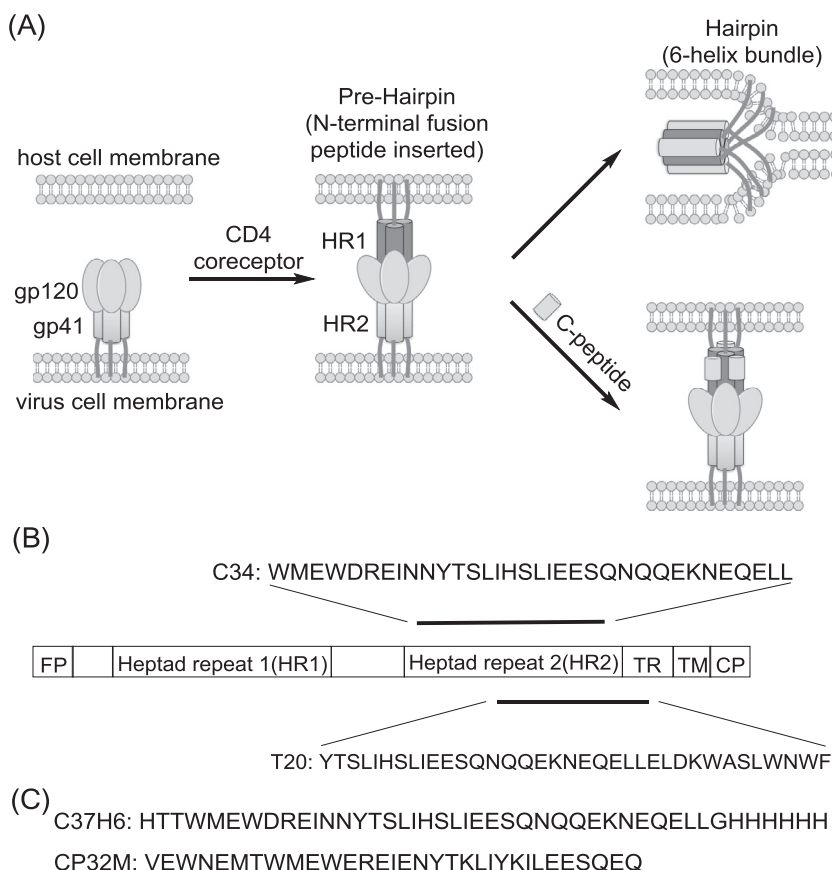 (A)
Hairpin
(6-helix bundle)
Pre-Hairpin
(N-terminal fusion
peptide inserted)
host cell membrane
CD4
coreceptor
HR1
gp120
gp41
HR2
C-peptide
virus cell membrane
(B)
C34: WMEWDREINNYTSLIHSLIEESQNQQEKNEQELL
FP Heptad repeat 1(HR1) Heptad repeat 2(HR2) TR TM CP
T20: YTSLIHSLIEESQNQQEKNEQELLELDKWASLWNWF
(C)
C37H6: HTTWMEWDREINNYTSLIHSLIEESQNQQEKNEQELLGHHHHHH
CP32M: VEWNEMTWMEWEREIENYTKLIYKILEESQEQ